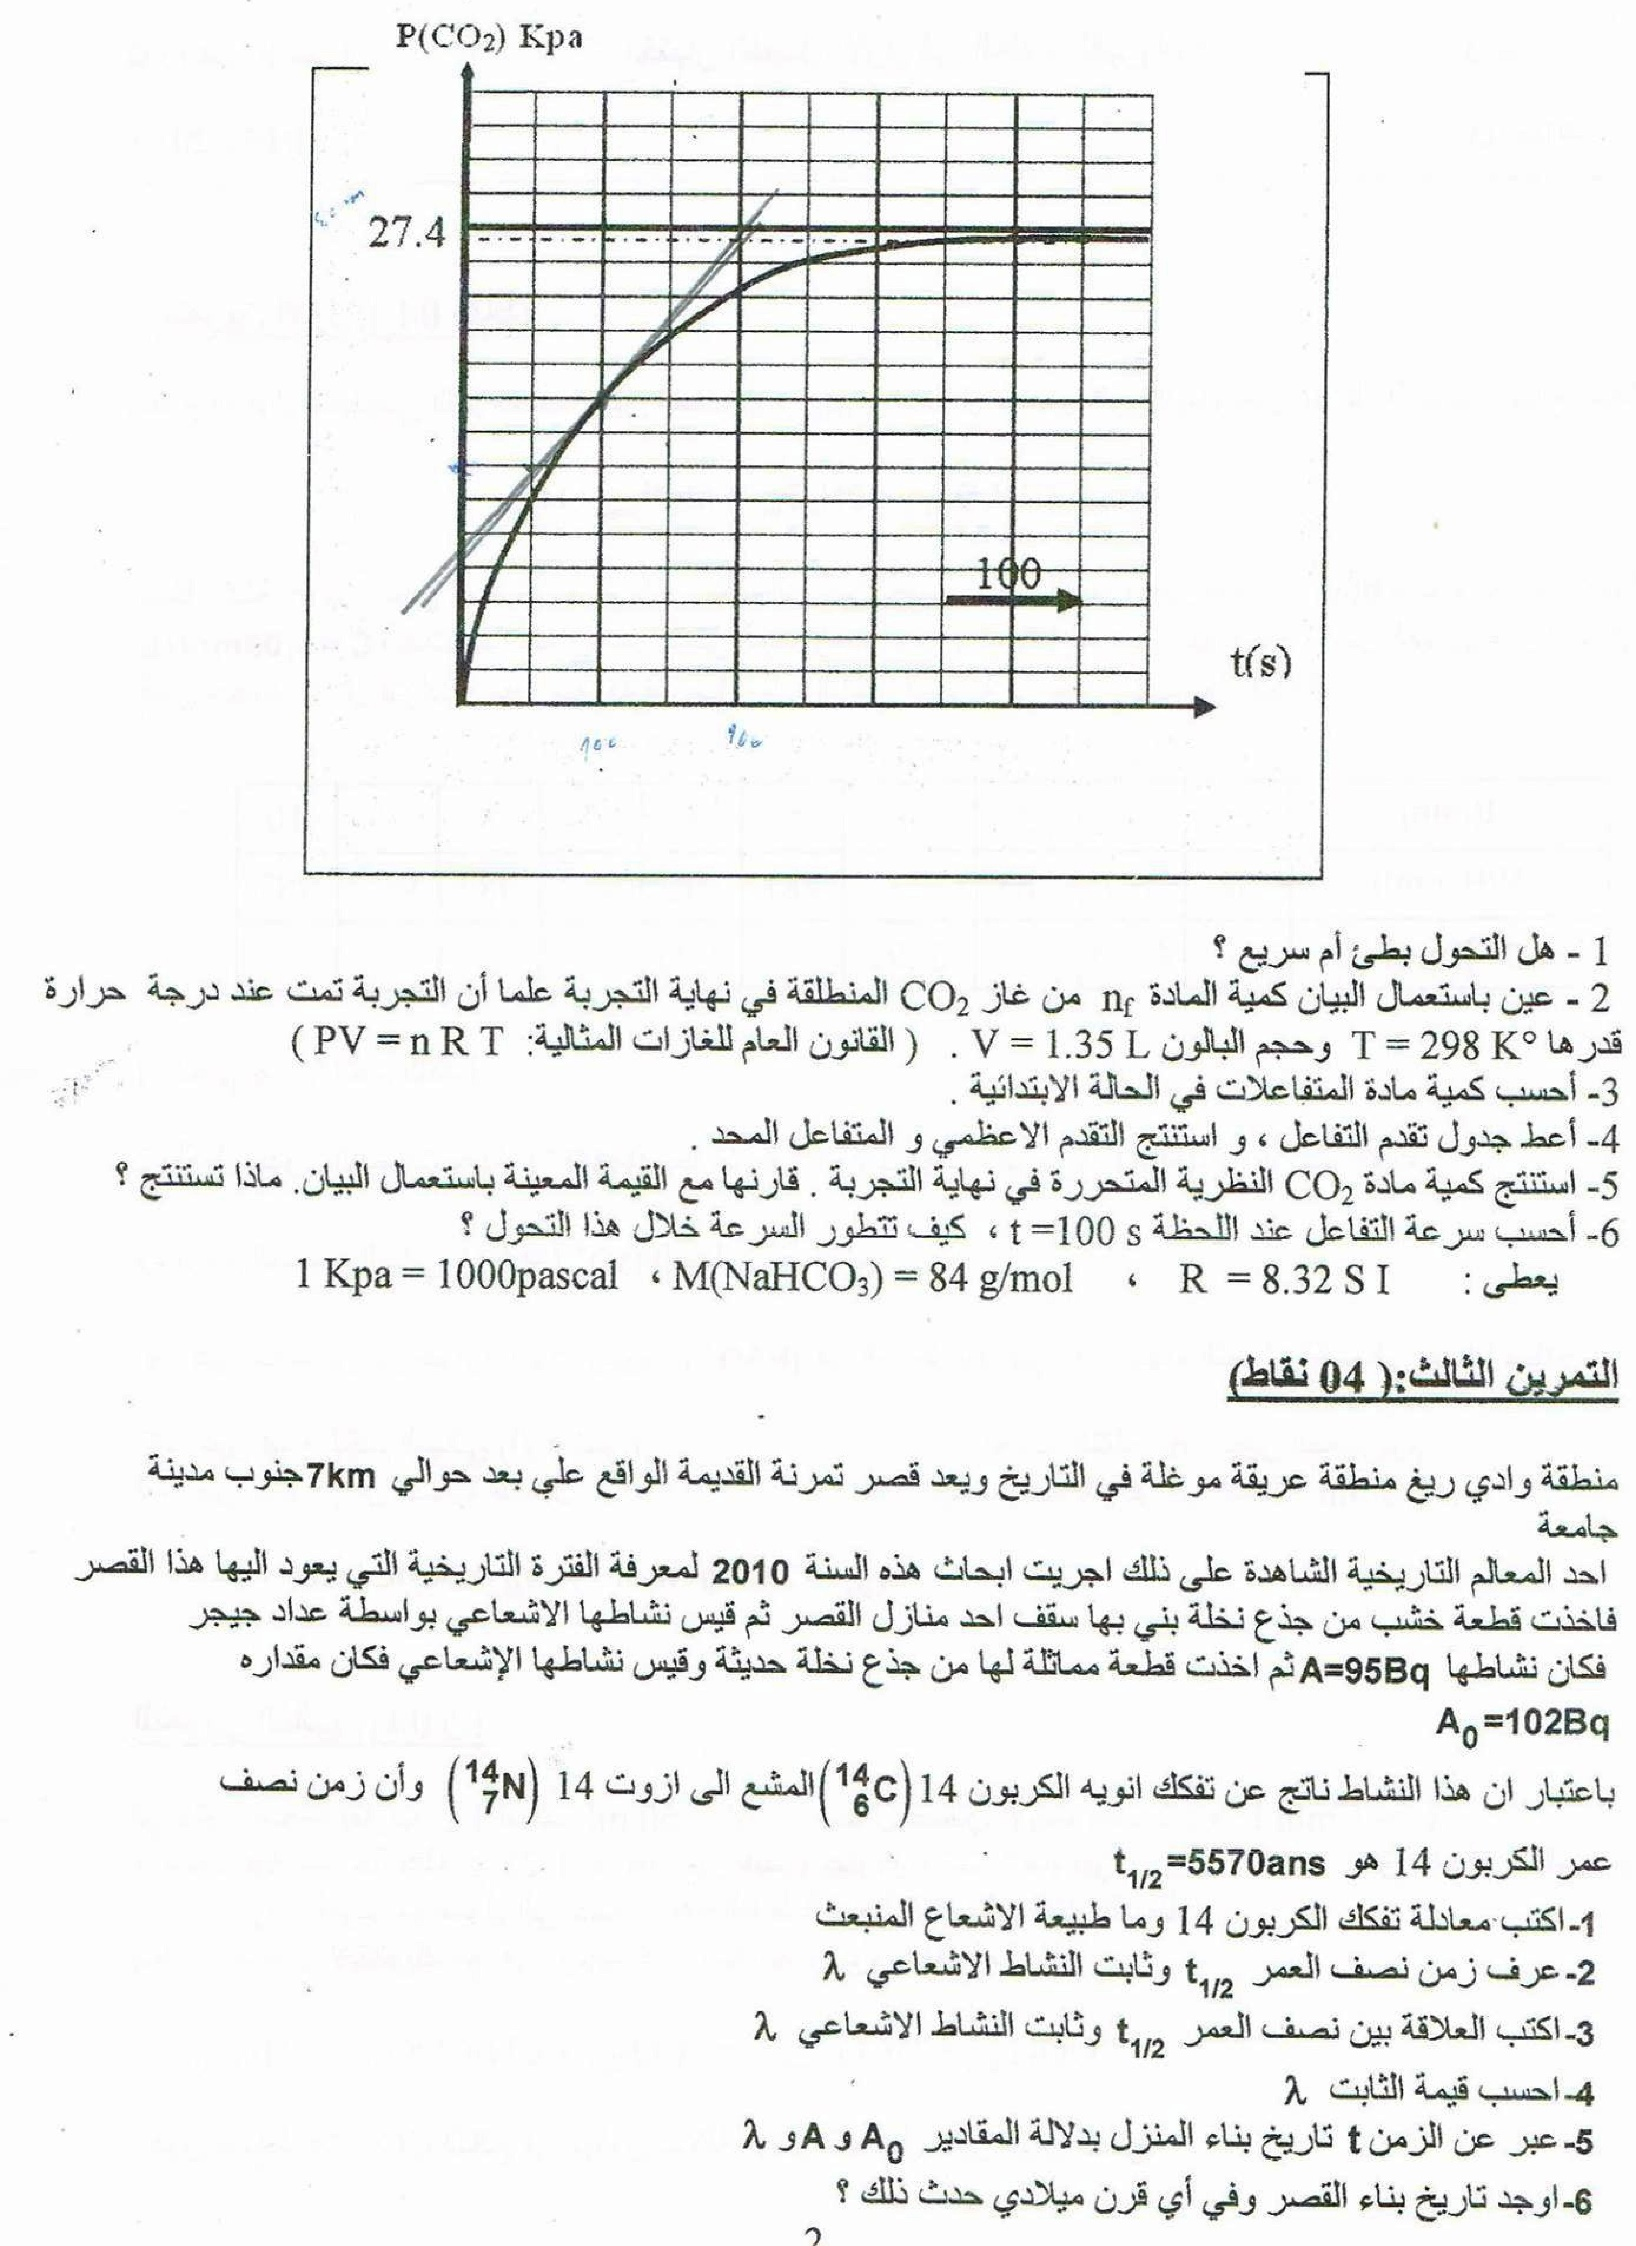 P(CO₂) Kpa
27.4
100
t(s)
100
1 - هل التحول بطئ أم سريع ؟
2 - عين باستعمال البيان كمية المادة nf من غاز CO₂ المنطلقة في نهاية التجربة علما أن التجربة تمت عند درجة حرارة
قدرها T = 298 K° وحجم البالون V = 1.35 L . ( القانون العام للغازات المثالية: PV = n R T )
3- أحسب كمية مادة المتفاعلات في الحالة الابتدائية .
4- أعط جدول تقدم التفاعل ، و استنتج التقدم الاعظمي و المتفاعل المحد .
5- استنتج كمية مادة CO₂ النظرية المتحررة في نهاية التجربة . قارنها مع القيمة المعينة باستعمال البيان. ماذا تستنتج ؟
6- أحسب سرعة التفاعل عند اللحظة t =100 s ، كيف تتطور السرعة خلال هذا التحول ؟
يعطى : R = 8.32 S I ، M(NaHCO₃) = 84 g/mol ، 1 Kpa = 1000pascal
التمرين الثالث:( 04 نقاط)
منطقة وادي ريغ منطقة عريقة موغلة في التاريخ ويعد قصر تمرنة القديمة الواقع علي بعد حوالي 7km جنوب مدينة
جامعة
احد المعالم التاريخية الشاهدة على ذلك اجريت ابحاث هذه السنة 2010 لمعرفة الفترة التاريخية التي يعود اليها هذا القصر
فاخذت قطعة خشب من جذع نخلة بني بها سقف احد منازل القصر ثم قيس نشاطها الاشعاعي بواسطة عداد جيجر
فكان نشاطها A=95Bq ثم اخذت قطعة مماثلة لها من جذع نخلة حديثة وقيس نشاطها الإشعاعي فكان مقداره
A₀=102Bq
باعتبار ان هذا النشاط ناتج عن تفكك انويه الكربون 14 (¹⁴₆C) المشع الى ازوت 14 (¹⁴₇N) وأن زمن نصف
عمر الكربون 14 هو t1/2=5570ans
1-اكتب معادلة تفكك الكربون 14 وما طبيعة الاشعاع المنبعث
2-عرف زمن نصف العمر t1/2 وثابت النشاط الاشعاعي λ
3-اكتب العلاقة بين نصف العمر t1/2 وثابت النشاط الاشعاعي λ
4-احسب قيمة الثابت λ
5-عبر عن الزمن t تاريخ بناء المنزل بدلالة المقادير A₀ و A و λ
6-اوجد تاريخ بناء القصر وفي أي قرن ميلادي حدث ذلك ؟
2